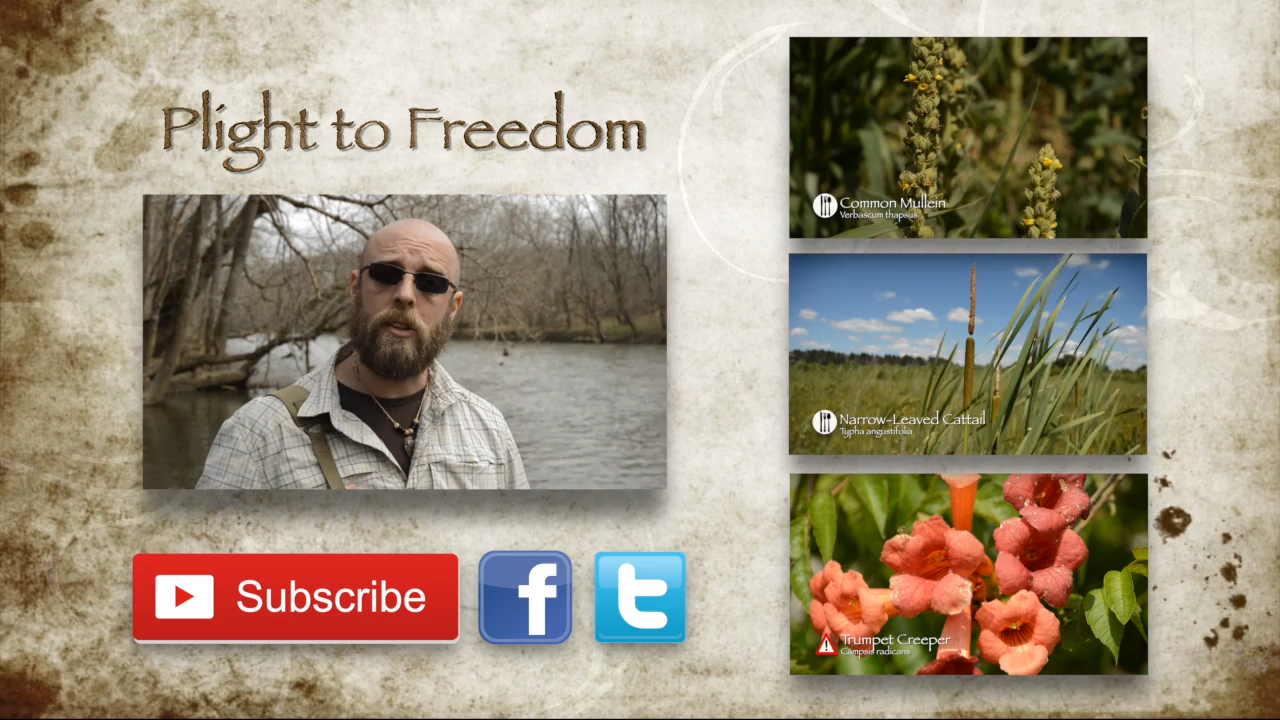 Plight to Freedom
Common Mullein
Verbascum thapsus
Narrow-Leaved Cattail
Typha angustifolia
Trumpet Creeper
Campsis radicans
Subscribe
f
t